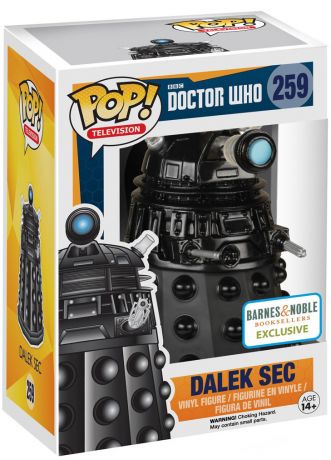 POP!
TELEVISION
BBC
DOCTOR WHO
259
DALEK SEC
259
BARNES&NOBLE
BOOKSELLERS
EXCLUSIVE
DALEK SEC
VINYL FIGURE / FIGURINE EN VINYLE /
FIGURA DE VINIL
WARNING: Choking Hazard.
May contain small parts.
AGE
14+